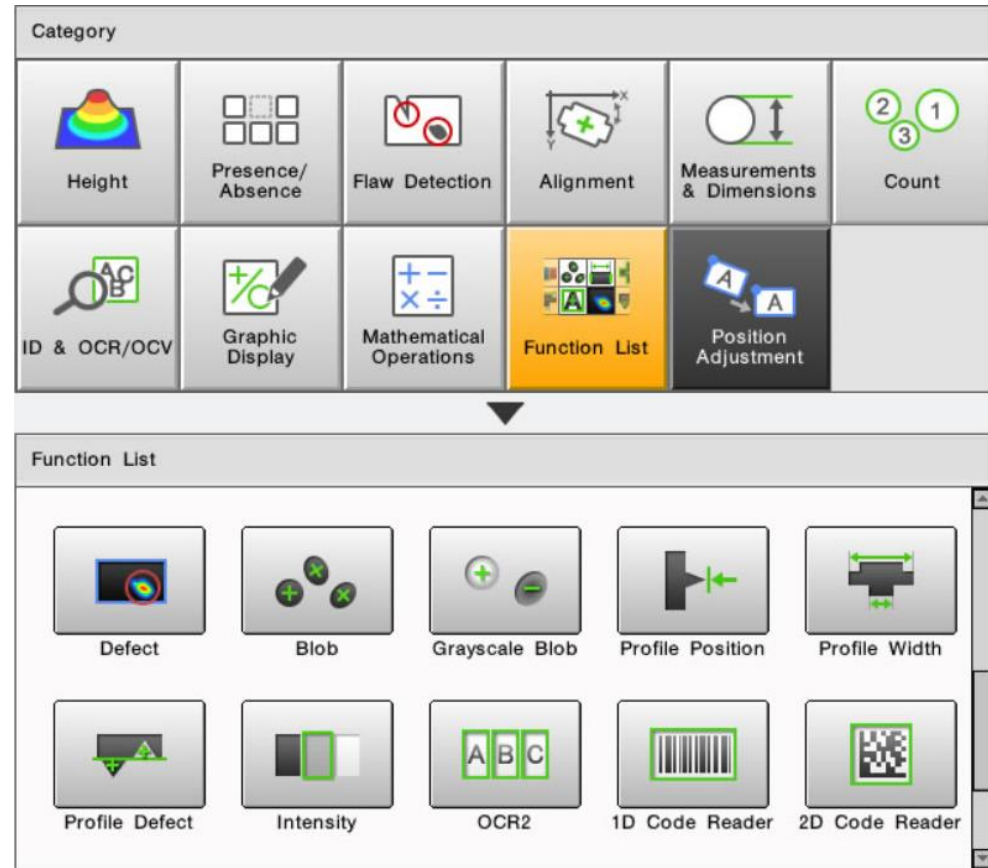 Category
Height
Presence/
Absence
Flaw Detection
Alignment
Measurements
& Dimensions
Count
ID & OCR/OCV
Graphic
Display
Mathematical
Operations
Function List
Position
Adjustment
Function List
Defect
Blob
Grayscale Blob
Profile Position
Profile Width
Profile Defect
Intensity
OCR2
1D Code Reader
2D Code Reader